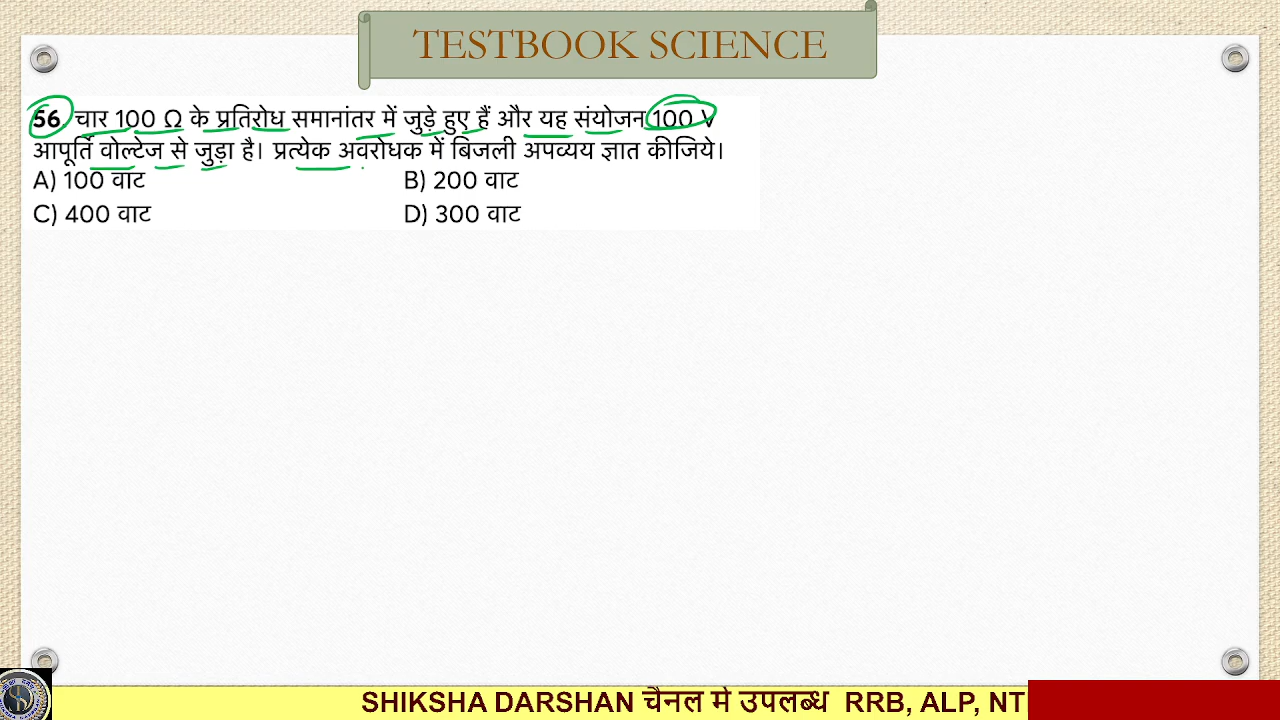 TESTBOOK SCIENCE
56. चार 100 Ω के प्रतिरोध समानांतर में जुड़े हुए हैं और यह संयोजन 100 V
आपूर्ति वोल्टेज से जुड़ा है। प्रत्येक अवरोधक में बिजली अपव्यय ज्ञात कीजिये।
A) 100 वाट B) 200 वाट
C) 400 वाट D) 300 वाट
SHIKSHA DARSHAN चैनल मे उपलब्ध RRB, ALP, NT